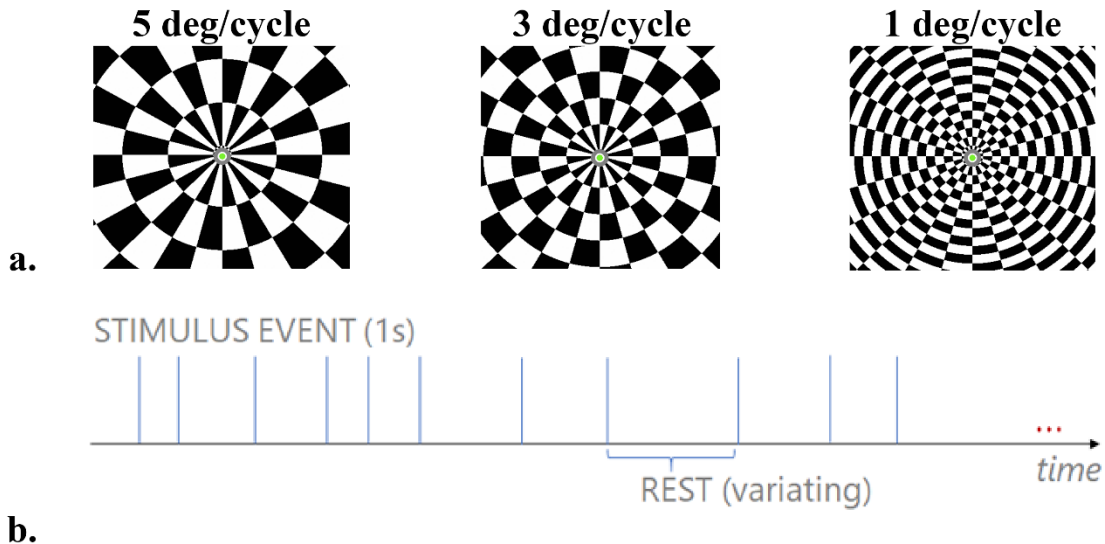 5 deg/cycle 3 deg/cycle 1 deg/cycle
a.
STIMULUS EVENT (1s)
...
time
REST (variating)
b.